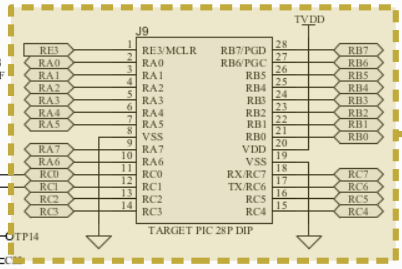 TVDD
J9
RE3 1 RE3/MCLR RB7/PGD 28 RB7
RA0 2 RA0 RB6/PGC 27 RB6
RA1 3 RA1 RB5 26 RB5
RA2 4 RA2 RB4 25 RB4
RA3 5 RA3 RB3 24 RB3
RA4 6 RA4 RB2 23 RB2
RA5 7 RA5 RB1 22 RB1
8 VSS RB0 21 RB0
RA7 9 RA7 VDD 20
RA6 10 RA6 VSS 19
RC0 11 RC0 RX/RC7 18 RC7
RC1 12 RC1 TX/RC6 17 RC6
RC2 13 RC2 RC5 16 RC5
RC3 14 RC3 RC4 15 RC4
TP14
TARGET PIC 28P DIP